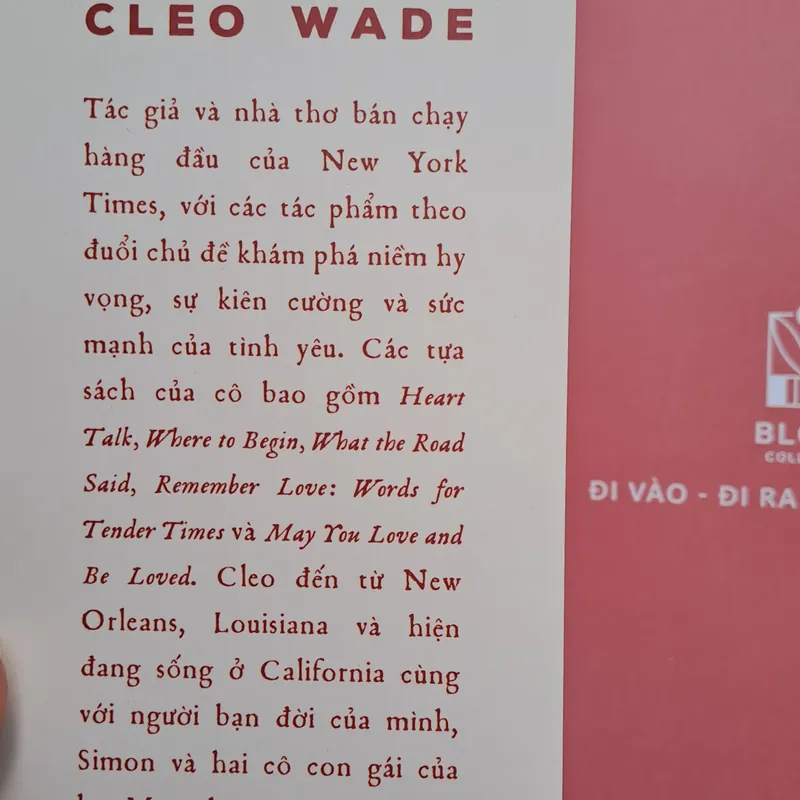 CLEO WADE
Tác giả và nhà thơ bán chạy
hàng đầu của New York
Times, với các tác phẩm theo
đuổi chủ đề khám phá niềm hy
vọng, sự kiên cường và sức
mạnh của tình yêu. Các tựa
sách của cô bao gồm Heart
Talk, Where to Begin, What the Road
Said, Remember Love: Words for
Tender Times và May You Love and
Be Loved. Cleo đến từ New
Orleans, Louisiana và hiện
đang sống ở California cùng
với người bạn đời của mình,
Simon và hai cô con gái của
ĐI VÀO - ĐI RA